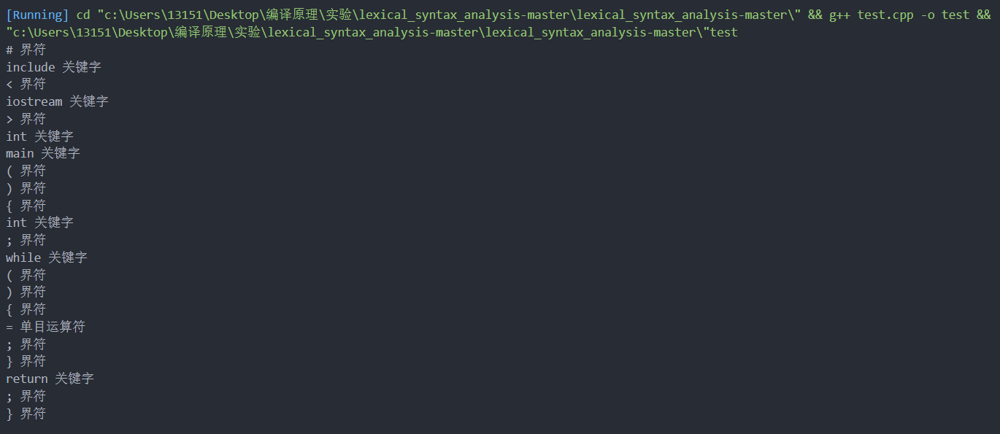 [Running] cd "c:\Users\13151\Desktop\编译原理\实验\lexical_syntax_analysis-master\lexical_syntax_analysis-master\" && g++ test.cpp -o test &&
"c:\Users\13151\Desktop\编译原理\实验\lexical_syntax_analysis-master\lexical_syntax_analysis-master\"test
# 界符
include 关键字
< 界符
iostream 关键字
> 界符
int 关键字
main 关键字
( 界符
) 界符
{ 界符
int 关键字
; 界符
while 关键字
( 界符
) 界符
{ 界符
= 单目运算符
; 界符
} 界符
return 关键字
; 界符
} 界符